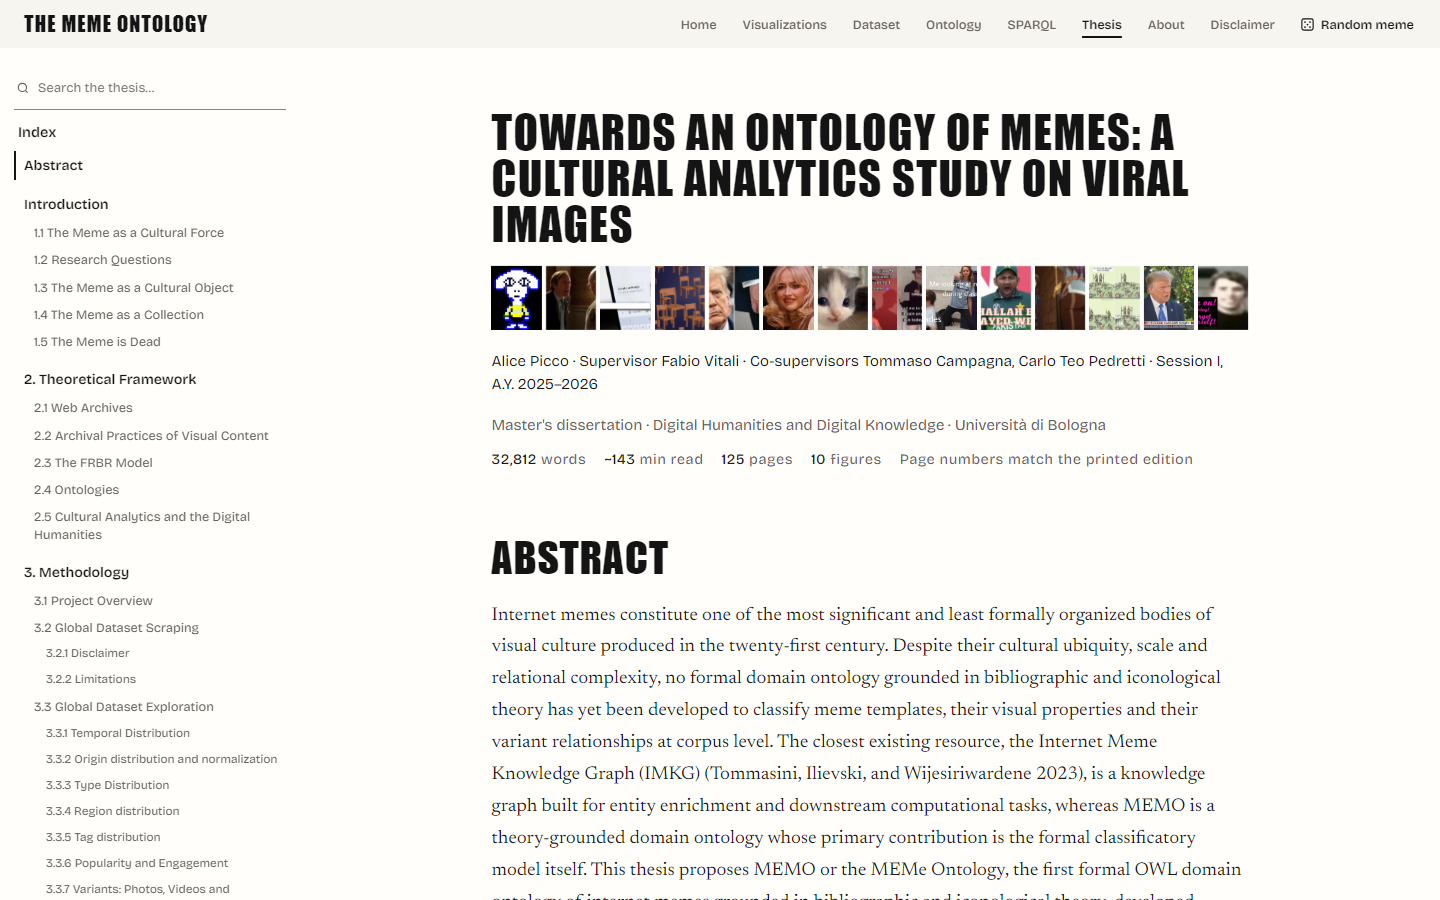 THE MEME ONTOLOGY
Home
Visualizations
Dataset
Ontology
SPARQL
Thesis
About
Disclaimer
Random meme
Search the thesis...
Index
Abstract
Introduction
1.1 The Meme as a Cultural Force
1.2 Research Questions
1.3 The Meme as a Cultural Object
1.4 The Meme as a Collection
1.5 The Meme is Dead
2. Theoretical Framework
2.1 Web Archives
2.2 Archival Practices of Visual Content
2.3 The FRBR Model
2.4 Ontologies
2.5 Cultural Analytics and the Digital
Humanities
3. Methodology
3.1 Project Overview
3.2 Global Dataset Scraping
3.2.1 Disclaimer
3.2.2 Limitations
3.3 Global Dataset Exploration
3.3.1 Temporal Distribution
3.3.2 Origin distribution and normalization
3.3.3 Type Distribution
3.3.4 Region distribution
3.3.5 Tag distribution
3.3.6 Popularity and Engagement
3.3.7 Variants: Photos, Videos and
TOWARDS AN ONTOLOGY OF MEMES: A
CULTURAL ANALYTICS STUDY ON VIRAL
IMAGES
Alice Picco · Supervisor Fabio Vitali · Co-supervisors Tommaso Campagna, Carlo Teo Pedretti · Session I,
A.Y. 2025–2026
Master's dissertation · Digital Humanities and Digital Knowledge · Università di Bologna
32,812 words ~143 min read 125 pages 10 figures Page numbers match the printed edition
ABSTRACT
Internet memes constitute one of the most significant and least formally organized bodies of
visual culture produced in the twenty-first century. Despite their cultural ubiquity, scale and
relational complexity, no formal domain ontology grounded in bibliographic and iconological
theory has yet been developed to classify meme templates, their visual properties and their
variant relationships at corpus level. The closest existing resource, the Internet Meme
Knowledge Graph (IMKG) (Tommasini, Ilievski, and Wijesiriwardene 2023), is a knowledge
graph built for entity enrichment and downstream computational tasks, whereas MEMO is a
theory-grounded domain ontology whose primary contribution is the formal classificatory
model itself. This thesis proposes MEMO or the MEMe Ontology, the first formal OWL domain
ontology of internet memes grounded in bibliographic and iconological theory, developed